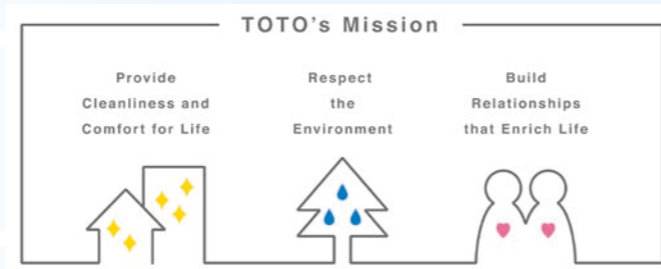 TOTO's Mission
Provide
Cleanliness and
Comfort for Life
Respect
the
Environment
Build
Relationships
that Enrich Life